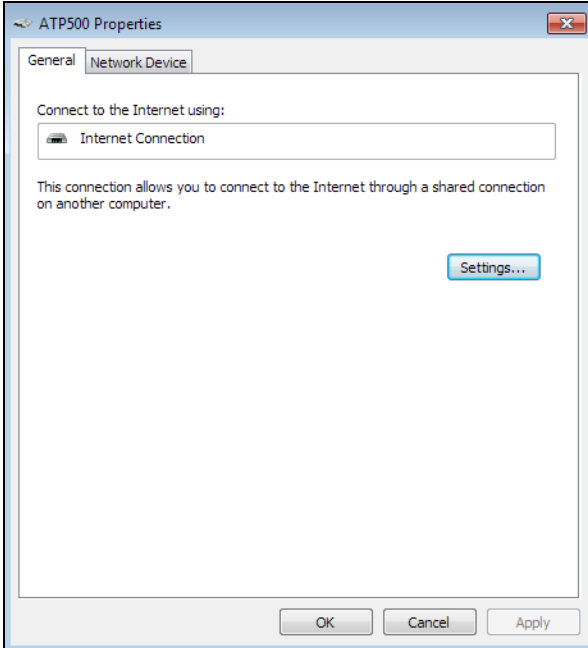 ATP500 Properties
General
Network Device
Connect to the Internet using:
Internet Connection
This connection allows you to connect to the Internet through a shared connection
on another computer.
Settings...
OK
Cancel
Apply